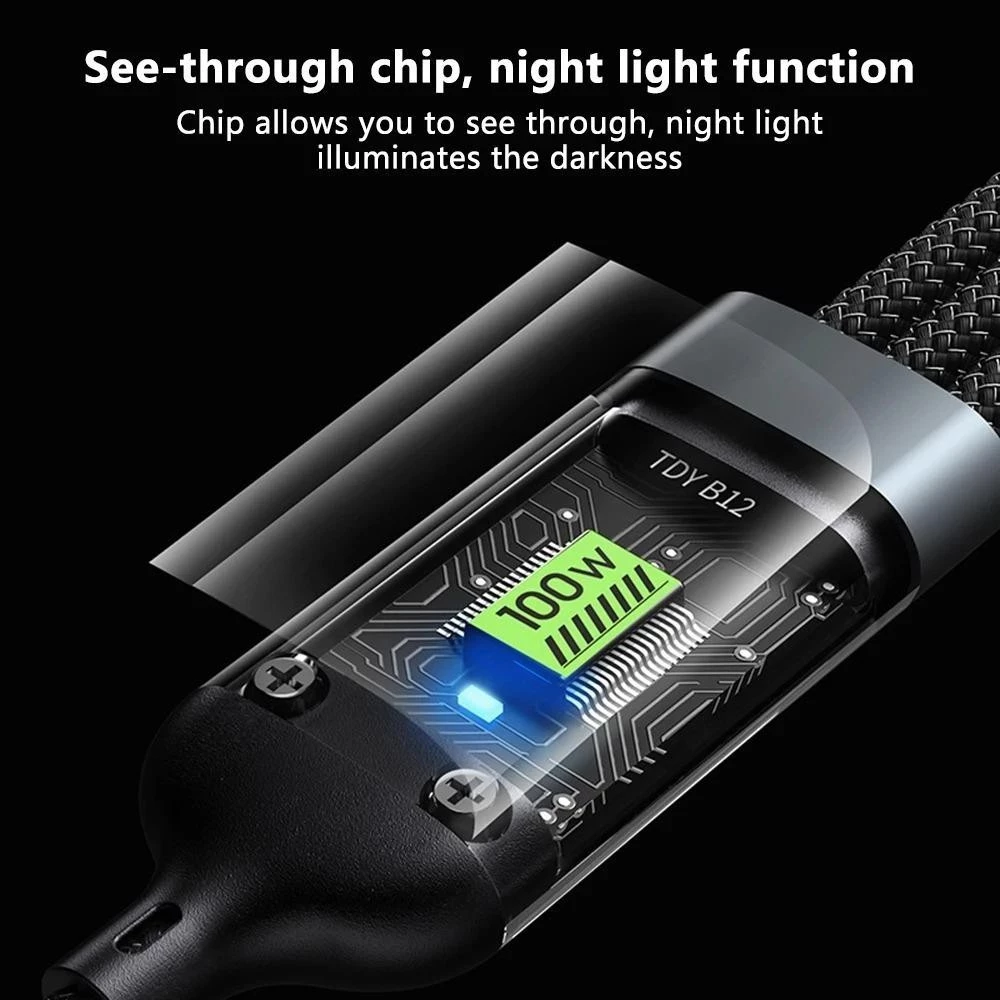 See-through chip, night light function
Chip allows you to see through, night light
illuminates the darkness
TDY B12
100W